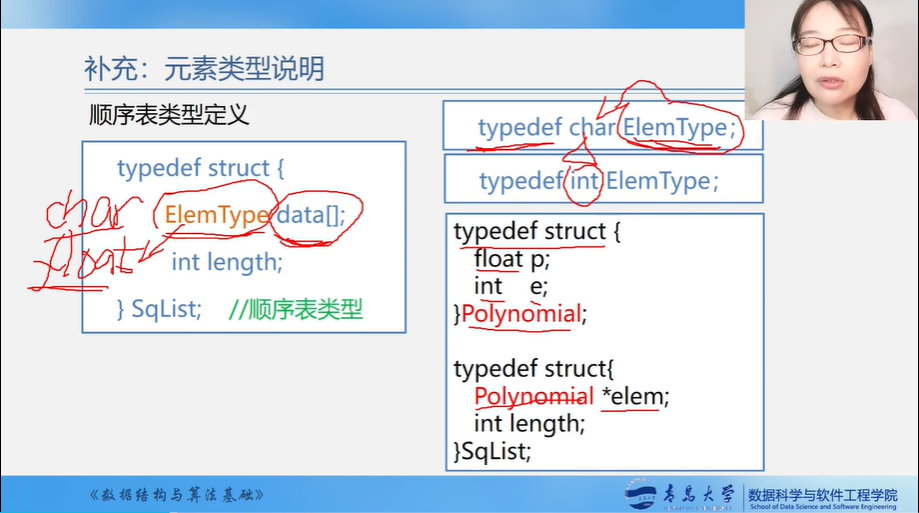 补充：元素类型说明
顺序表类型定义
typedef struct {
ElemType data[];
int length;
} SqList; //顺序表类型
char
float
typedef char ElemType;
typedef int ElemType;
typedef struct {
float p;
int e;
}Polynomial;
typedef struct{
Polynomial *elem;
int length;
}SqList;
《数据结构与算法基础》
青岛大学
数据科学与软件工程学院
School of Data Science and Software Engineering